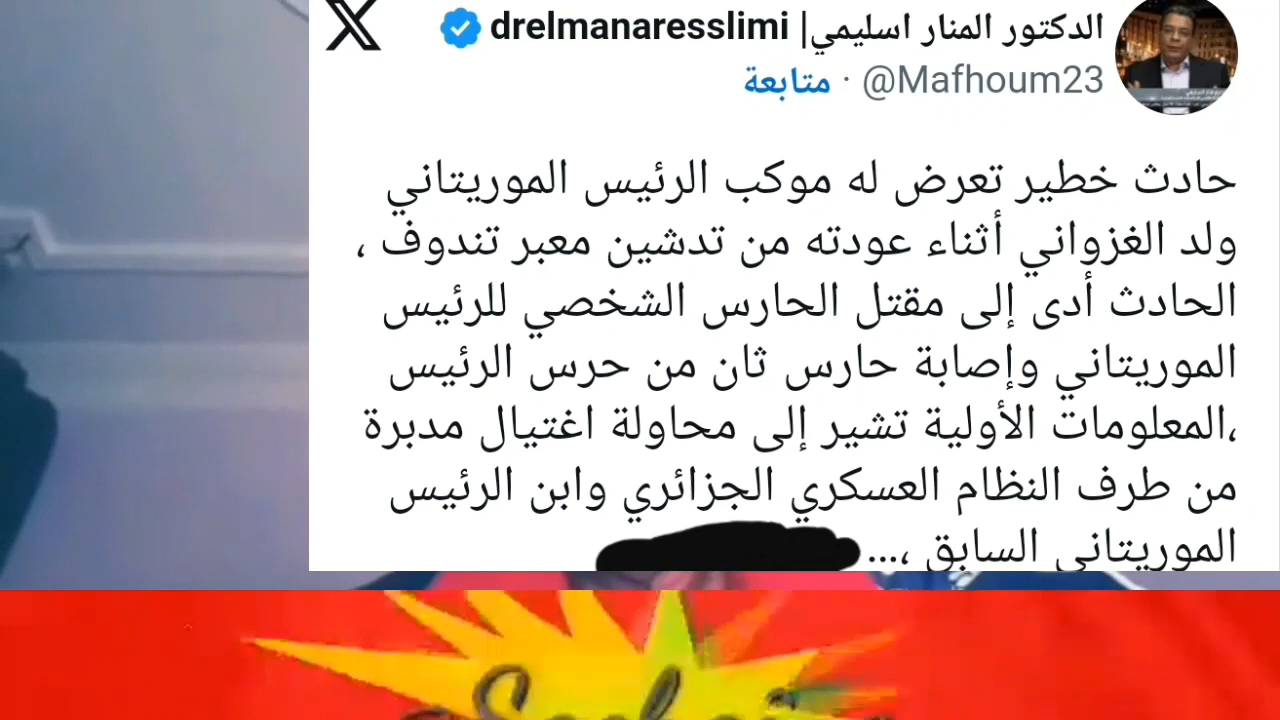 الدكتور المنار اسليمي| drelmanaresslimi
@Mafhoum23 · متابعة
حادث خطير تعرض له موكب الرئيس الموريتاني
ولد الغزواني أثناء عودته من تدشين معبر تندوف ،
الحادث أدى إلى مقتل الحارس الشخصي للرئيس
الموريتاني وإصابة حارس ثان من حرس الرئيس
،المعلومات الأولية تشير إلى محاولة اغتيال مدبرة
من طرف النظام العسكري الجزائري وابن الرئيس
الموريتاني السابق ،...